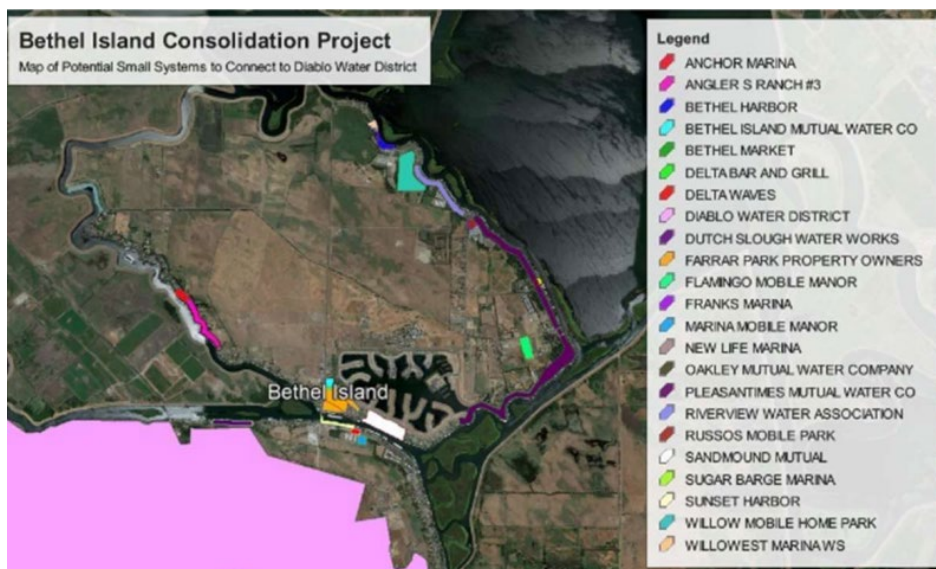 Bethel Island Consolidation Project
Map of Potential Small Systems to Connect to Diablo Water District
Bethel Island
Legend
ANCHOR MARINA
ANGLER S RANCH #3
BETHEL HARBOR
BETHEL ISLAND MUTUAL WATER CO
BETHEL MARKET
DELTA BAR AND GRILL
DELTA WAVES
DIABLO WATER DISTRICT
DUTCH SLOUGH WATER WORKS
FARRAR PARK PROPERTY OWNERS
FLAMINGO MOBILE MANOR
FRANKS MARINA
MARINA MOBILE MANOR
NEW LIFE MARINA
OAKLEY MUTUAL WATER COMPANY
PLEASANTIMES MUTUAL WATER CO
RIVERVIEW WATER ASSOCIATION
RUSSOS MOBILE PARK
SANDMOUND MUTUAL
SUGAR BARGE MARINA
SUNSET HARBOR
WILLOW MOBILE HOME PARK
WILLOWEST MARINA WS